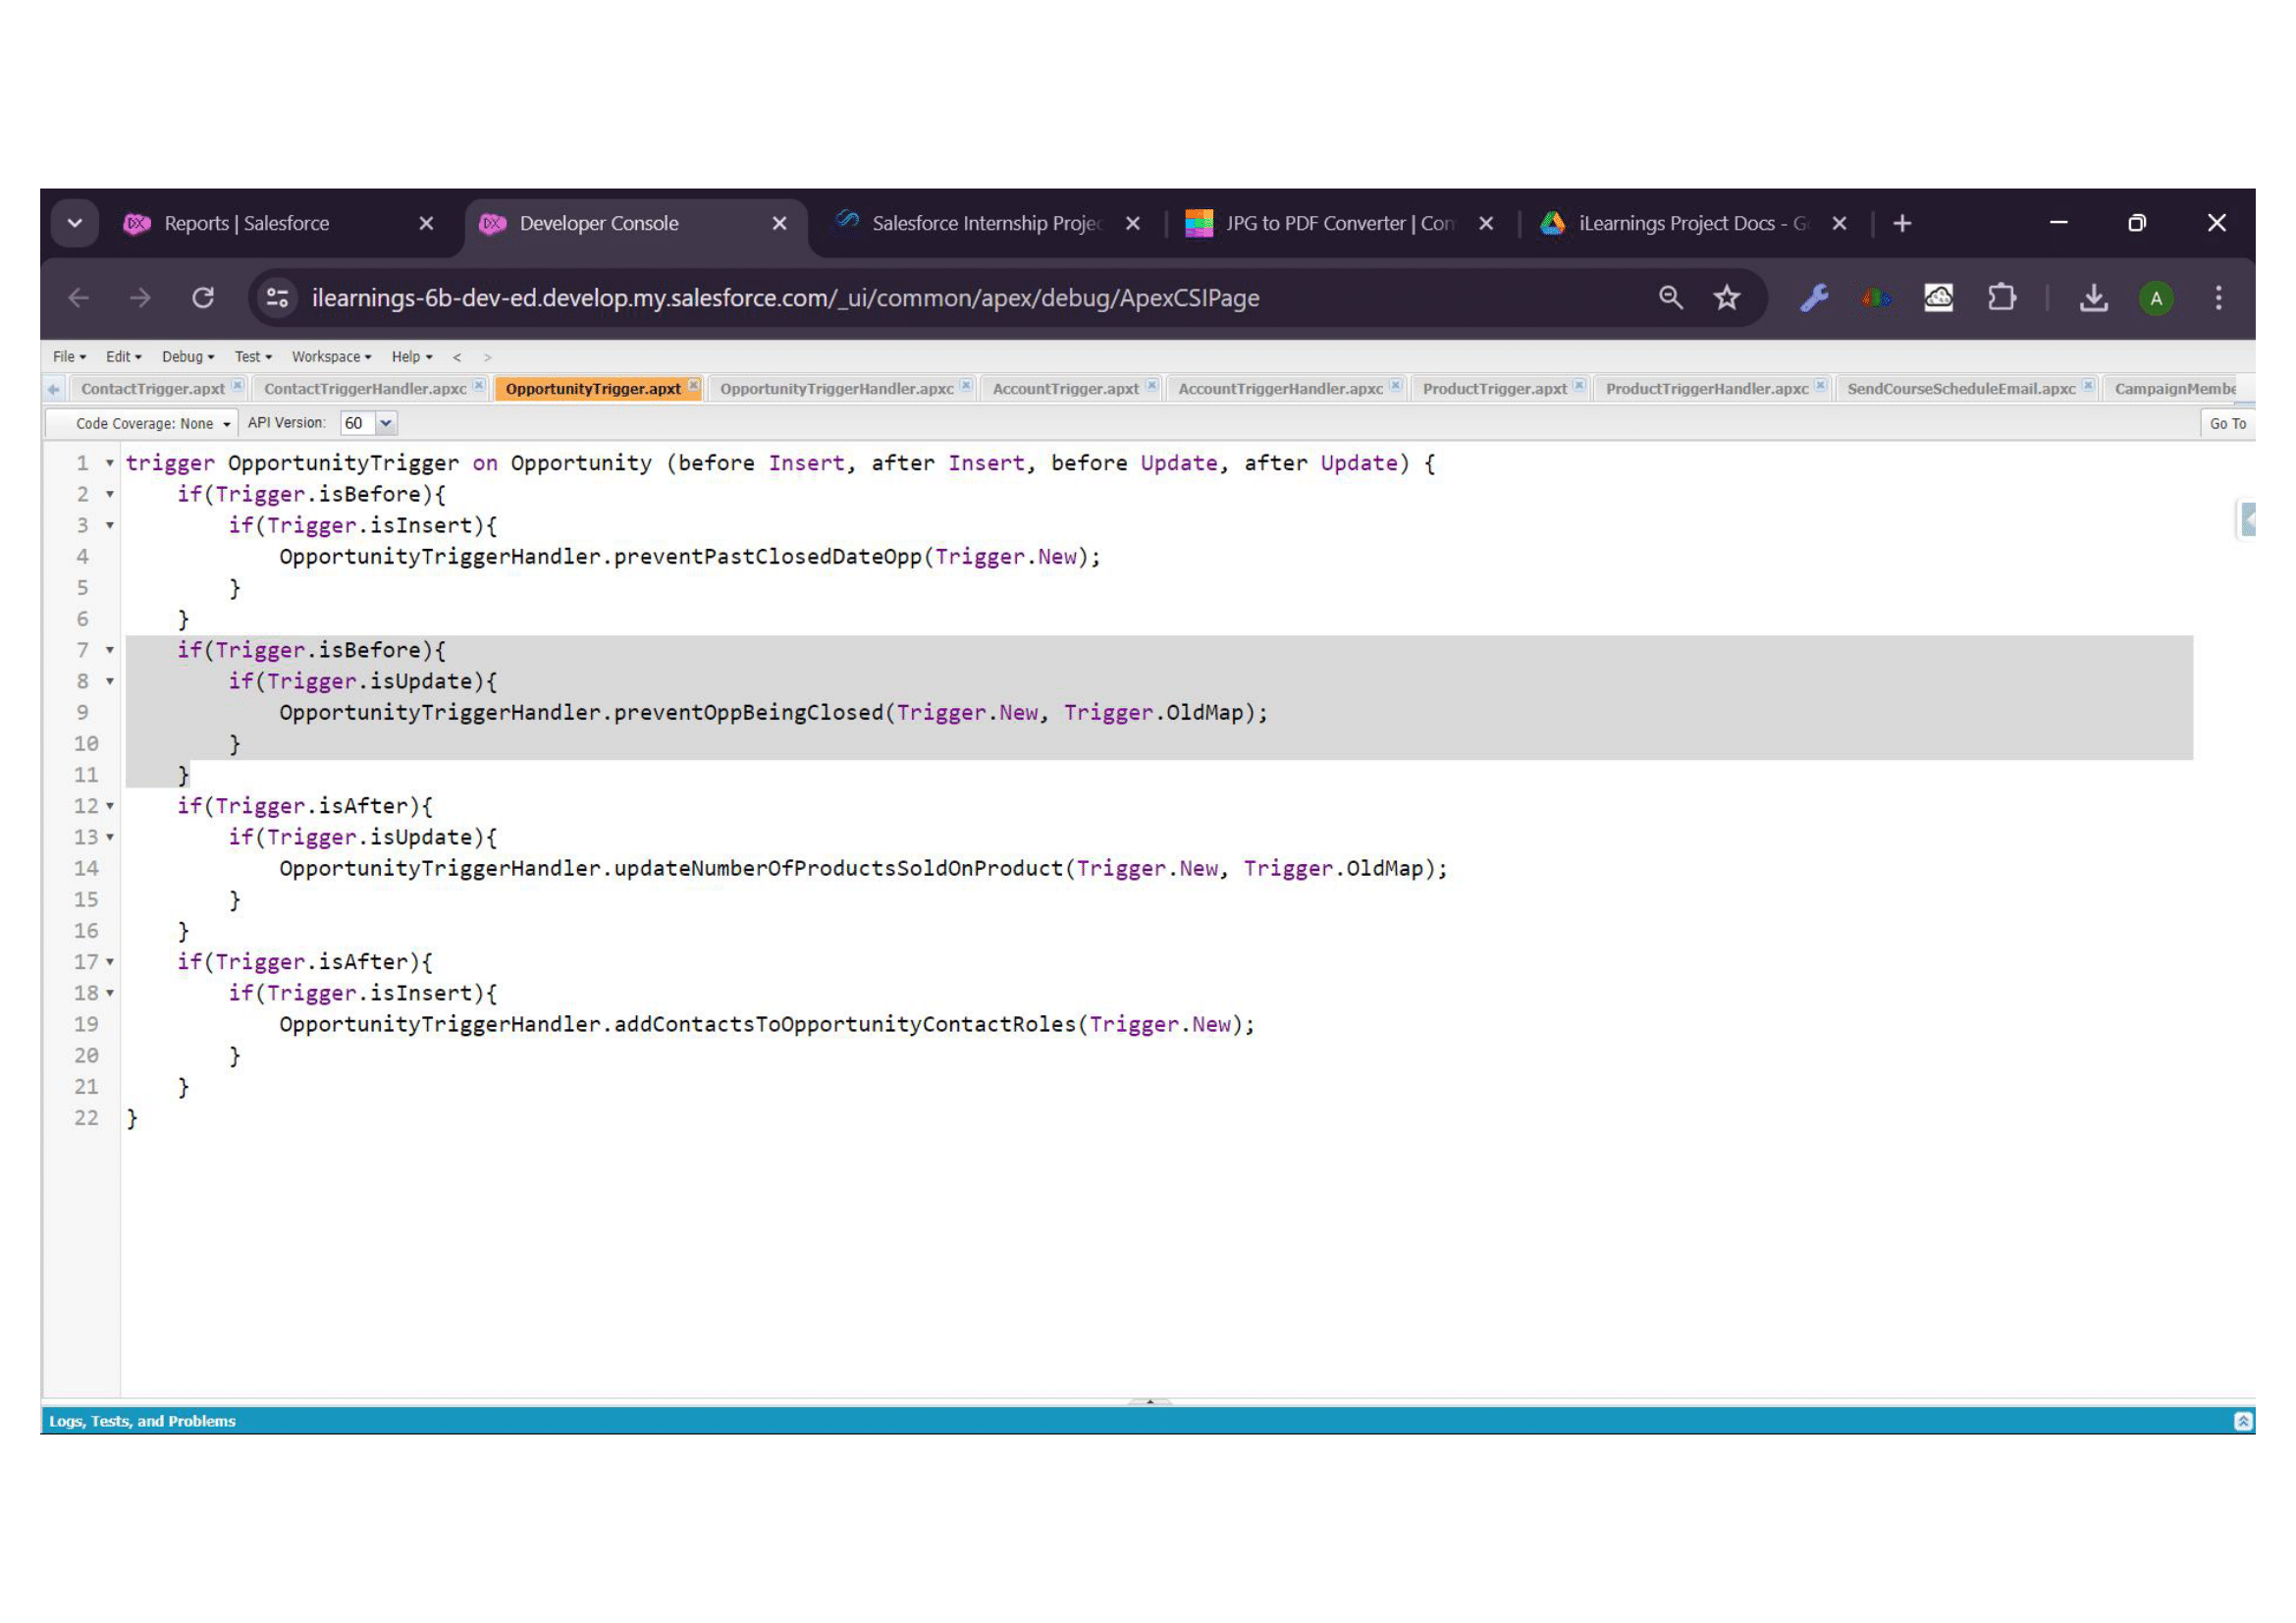 Reports | Salesforce
Developer Console
Salesforce Internship Projec
JPG to PDF Converter | Con
iLearnings Project Docs - G
ilearnings-6b-dev-ed.develop.my.salesforce.com/_ui/common/apex/debug/ApexCSIPage
A
File Edit Debug Test Workspace Help < >
ContactTrigger.apxt ContactTriggerHandler.apxc OpportunityTrigger.apxt OpportunityTriggerHandler.apxc AccountTrigger.apxt AccountTriggerHandler.apxc ProductTrigger.apxt ProductTriggerHandler.apxc SendCourseScheduleEmail.apxc CampaignMembe
Code Coverage: None API Version: 60 Go To
1 trigger OpportunityTrigger on Opportunity (before Insert, after Insert, before Update, after Update) {
2 if(Trigger.isBefore){
3 if(Trigger.isInsert){
4 OpportunityTriggerHandler.preventPastClosedDateOpp(Trigger.New);
5 }
6 }
7 if(Trigger.isBefore){
8 if(Trigger.isUpdate){
9 OpportunityTriggerHandler.preventOppBeingClosed(Trigger.New, Trigger.OldMap);
10 }
11 }
12 if(Trigger.isAfter){
13 if(Trigger.isUpdate){
14 OpportunityTriggerHandler.updateNumberOfProductsSoldOnProduct(Trigger.New, Trigger.OldMap);
15 }
16 }
17 if(Trigger.isAfter){
18 if(Trigger.isInsert){
19 OpportunityTriggerHandler.addContactsToOpportunityContactRoles(Trigger.New);
20 }
21 }
22 }
Logs, Tests, and Problems